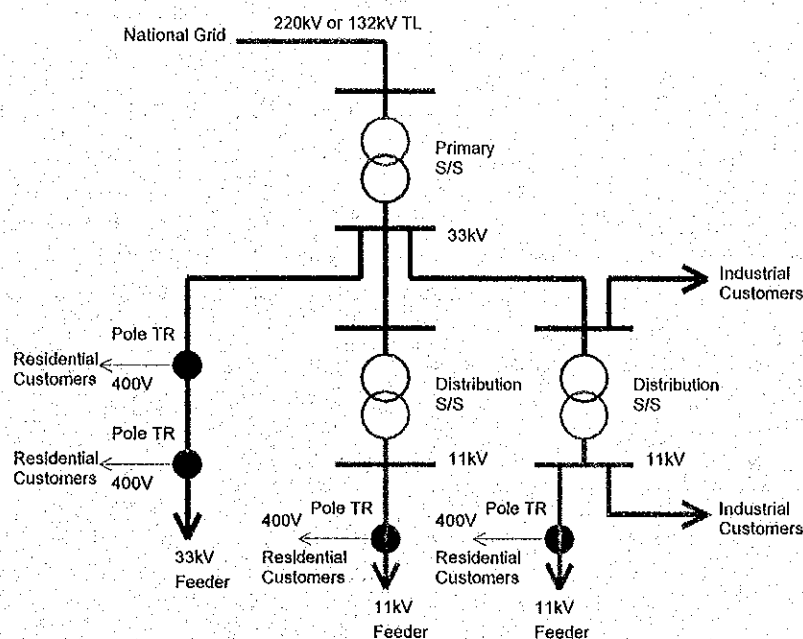 220kV or 132kV TL
National Grid
Primary
S/S
33kV
Industrial
Customers
Pole TR
Residential
Customers
400V
Distribution
S/S
Distribution
S/S
Pole TR
Residential
Customers
400V
11kV
11kV
400V
Pole TR
Residential
Customers
400V
Pole TR
Residential
Customers
Industrial
Customers
33kV
Feeder
11kV
Feeder
11kV
Feeder